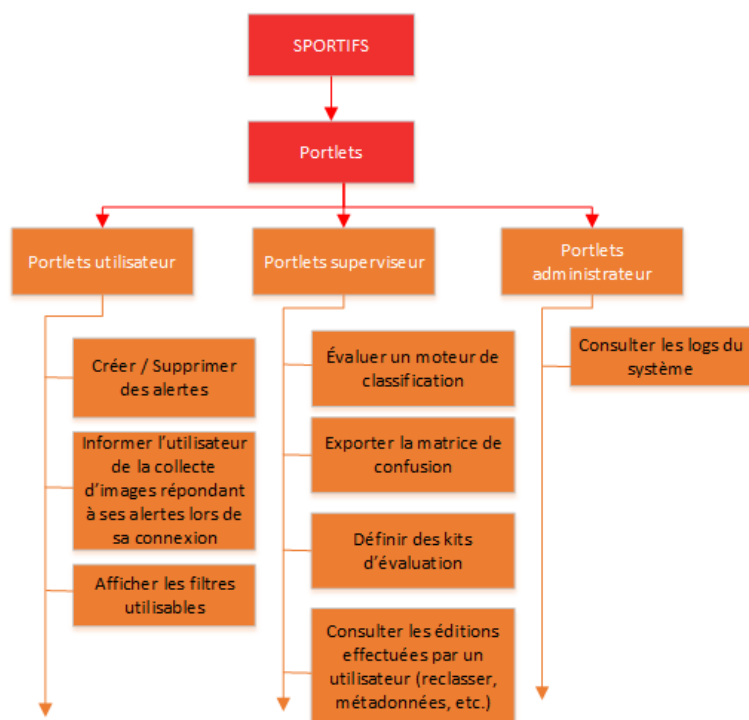 SPORTIFS
Portlets
Portlets utilisateur
Créer / Supprimer
des alertes
Informer l'utilisateur
de la collecte
d'images répondant
à ses alertes lors de
sa connexion
Afficher les filtres
utilisables
Portlets superviseur
Évaluer un moteur de
classification
Exporter la matrice de
confusion
Définir des kits
d'évaluation
Consulter les éditions
effectuées par un
utilisateur (reclasser,
métadonnées, etc.)
Portlets
administrateur
Consulter les logs du
système